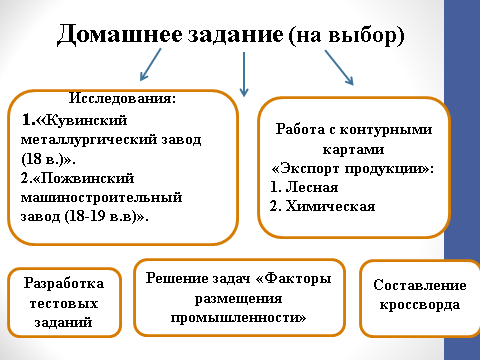 Домашнее задание (на выбор)
Исследования:
1.«Кувинский
металлургический завод
(18 в.)».
2.«Пожвинский
машиностроительный
завод (18-19 в.в)».
Работа с контурными
картами
«Экспорт продукции»:
1. Лесная
2. Химическая
Разработка
тестовых
заданий
Решение задач «Факторы
размещения
промышленности»
Составление
кроссворда